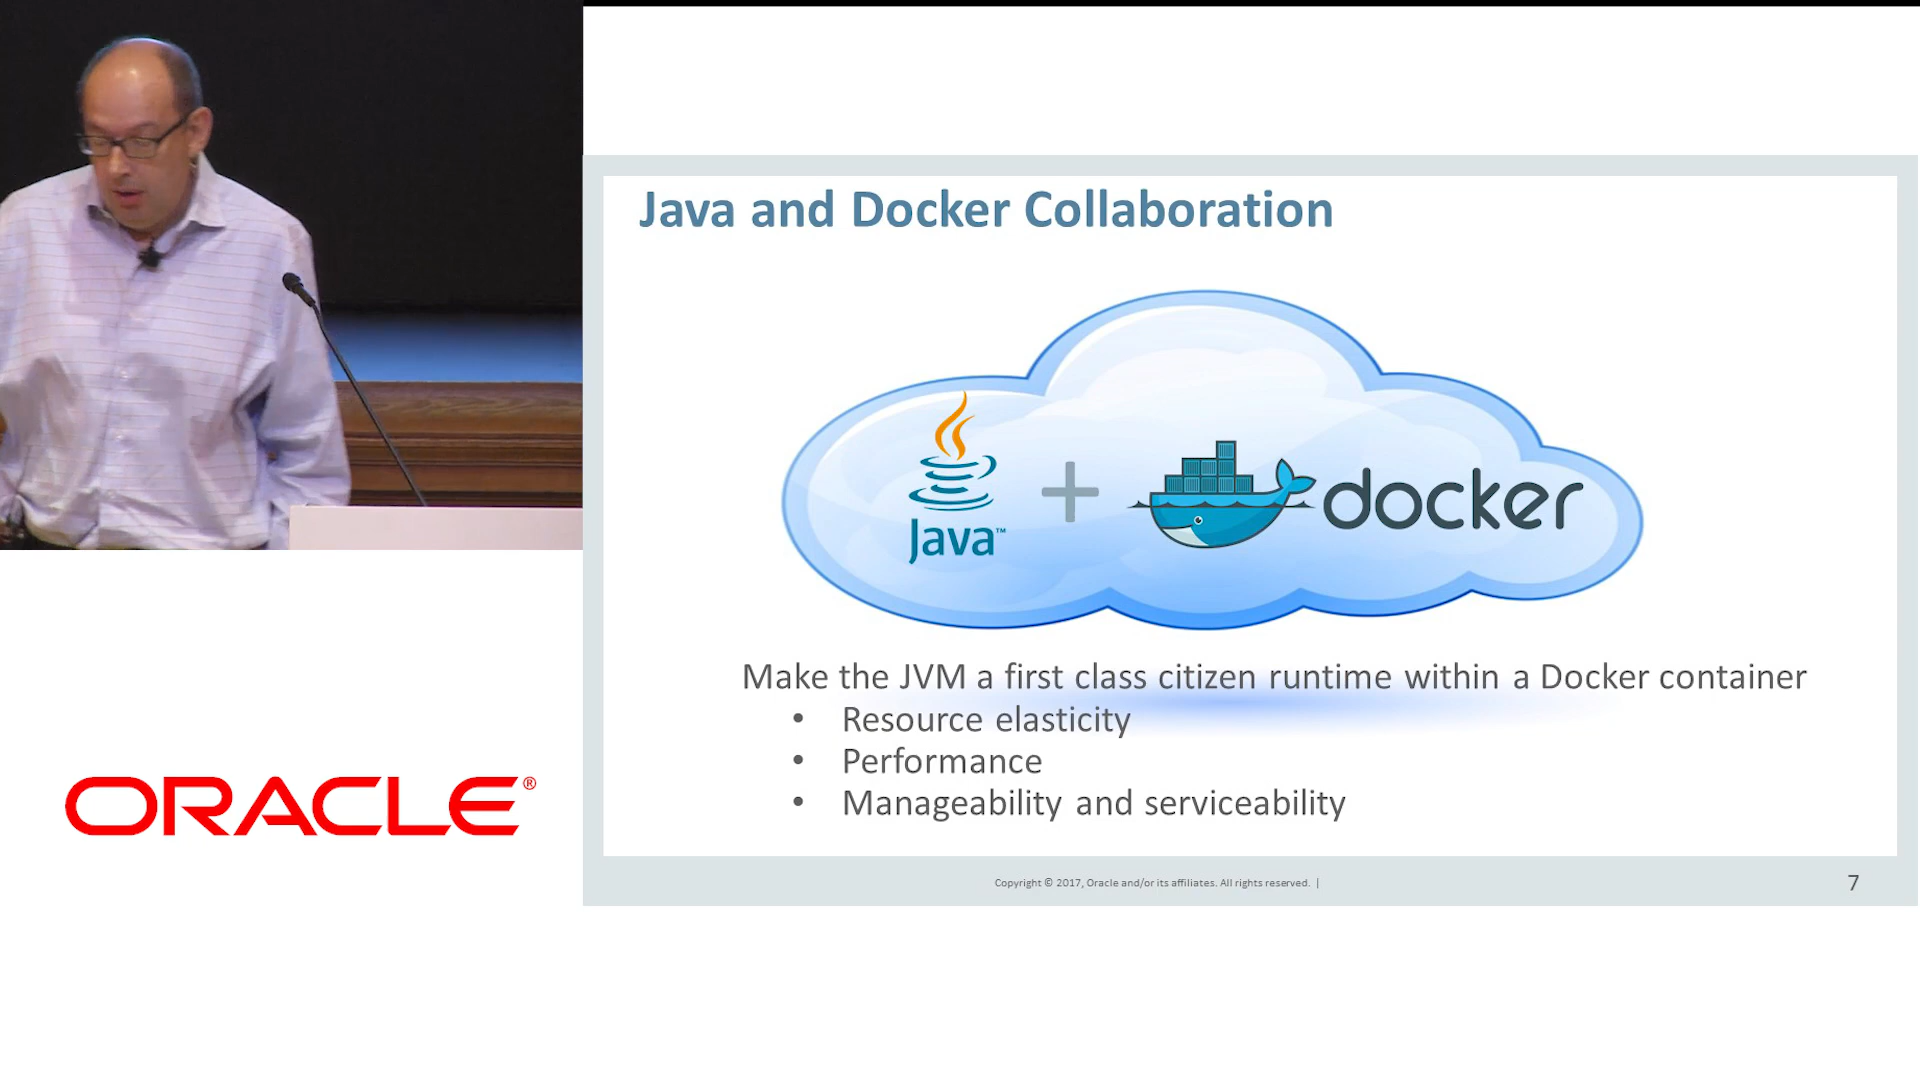 Java and Docker Collaboration
Java™
+
docker
Make the JVM a first class citizen runtime within a Docker container
• Resource elasticity
• Performance
• Manageability and serviceability
ORACLE®
Copyright © 2017, Oracle and/or its affiliates. All rights reserved. |
7